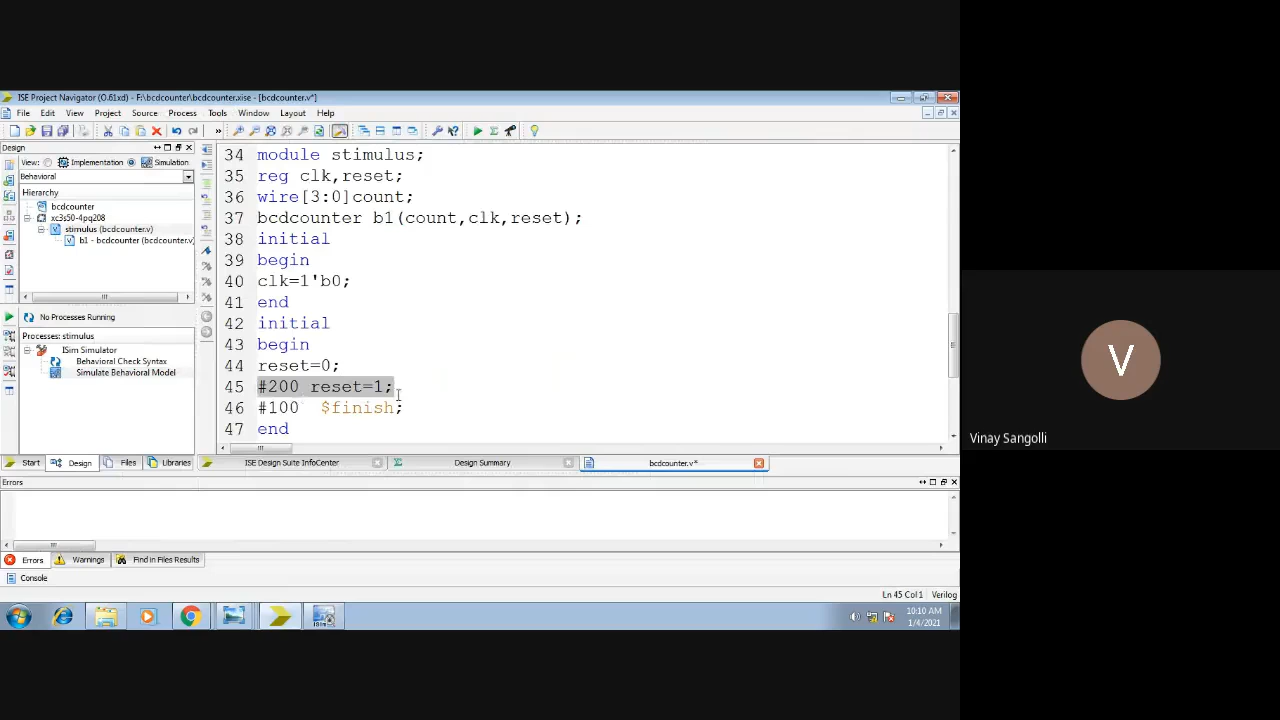 ISE Project Navigator (O.61xd) - F:\bcdcounter\bcdcounter.xise - [bcdcounter.v*]
File Edit View Project Source Process Tools Window Layout Help
Design
View: Implementation Simulation
Behavioral
Hierarchy
bcdcounter
xc3s50-4pq208
stimulus (bcdcounter.v)
b1 - bcdcounter (bcdcounter.v)
No Processes Running
Processes: stimulus
ISim Simulator
Behavioral Check Syntax
Simulate Behavioral Model
34 module stimulus;
35 reg clk,reset;
36 wire[3:0]count;
37 bcdcounter b1(count,clk,reset);
38 initial
39 begin
40 clk=1'b0;
41 end
42 initial
43 begin
44 reset=0;
45 #200 reset=1;
46 #100 $finish;
47 end
Start Design Files Libraries
ISE Design Suite InfoCenter
Design Summary
bcdcounter.v*
Errors
Errors Warnings Find in Files Results
Console
Ln 45 Col 1 Verilog
10:10 AM
1/4/2021
V
Vinay Sangolli